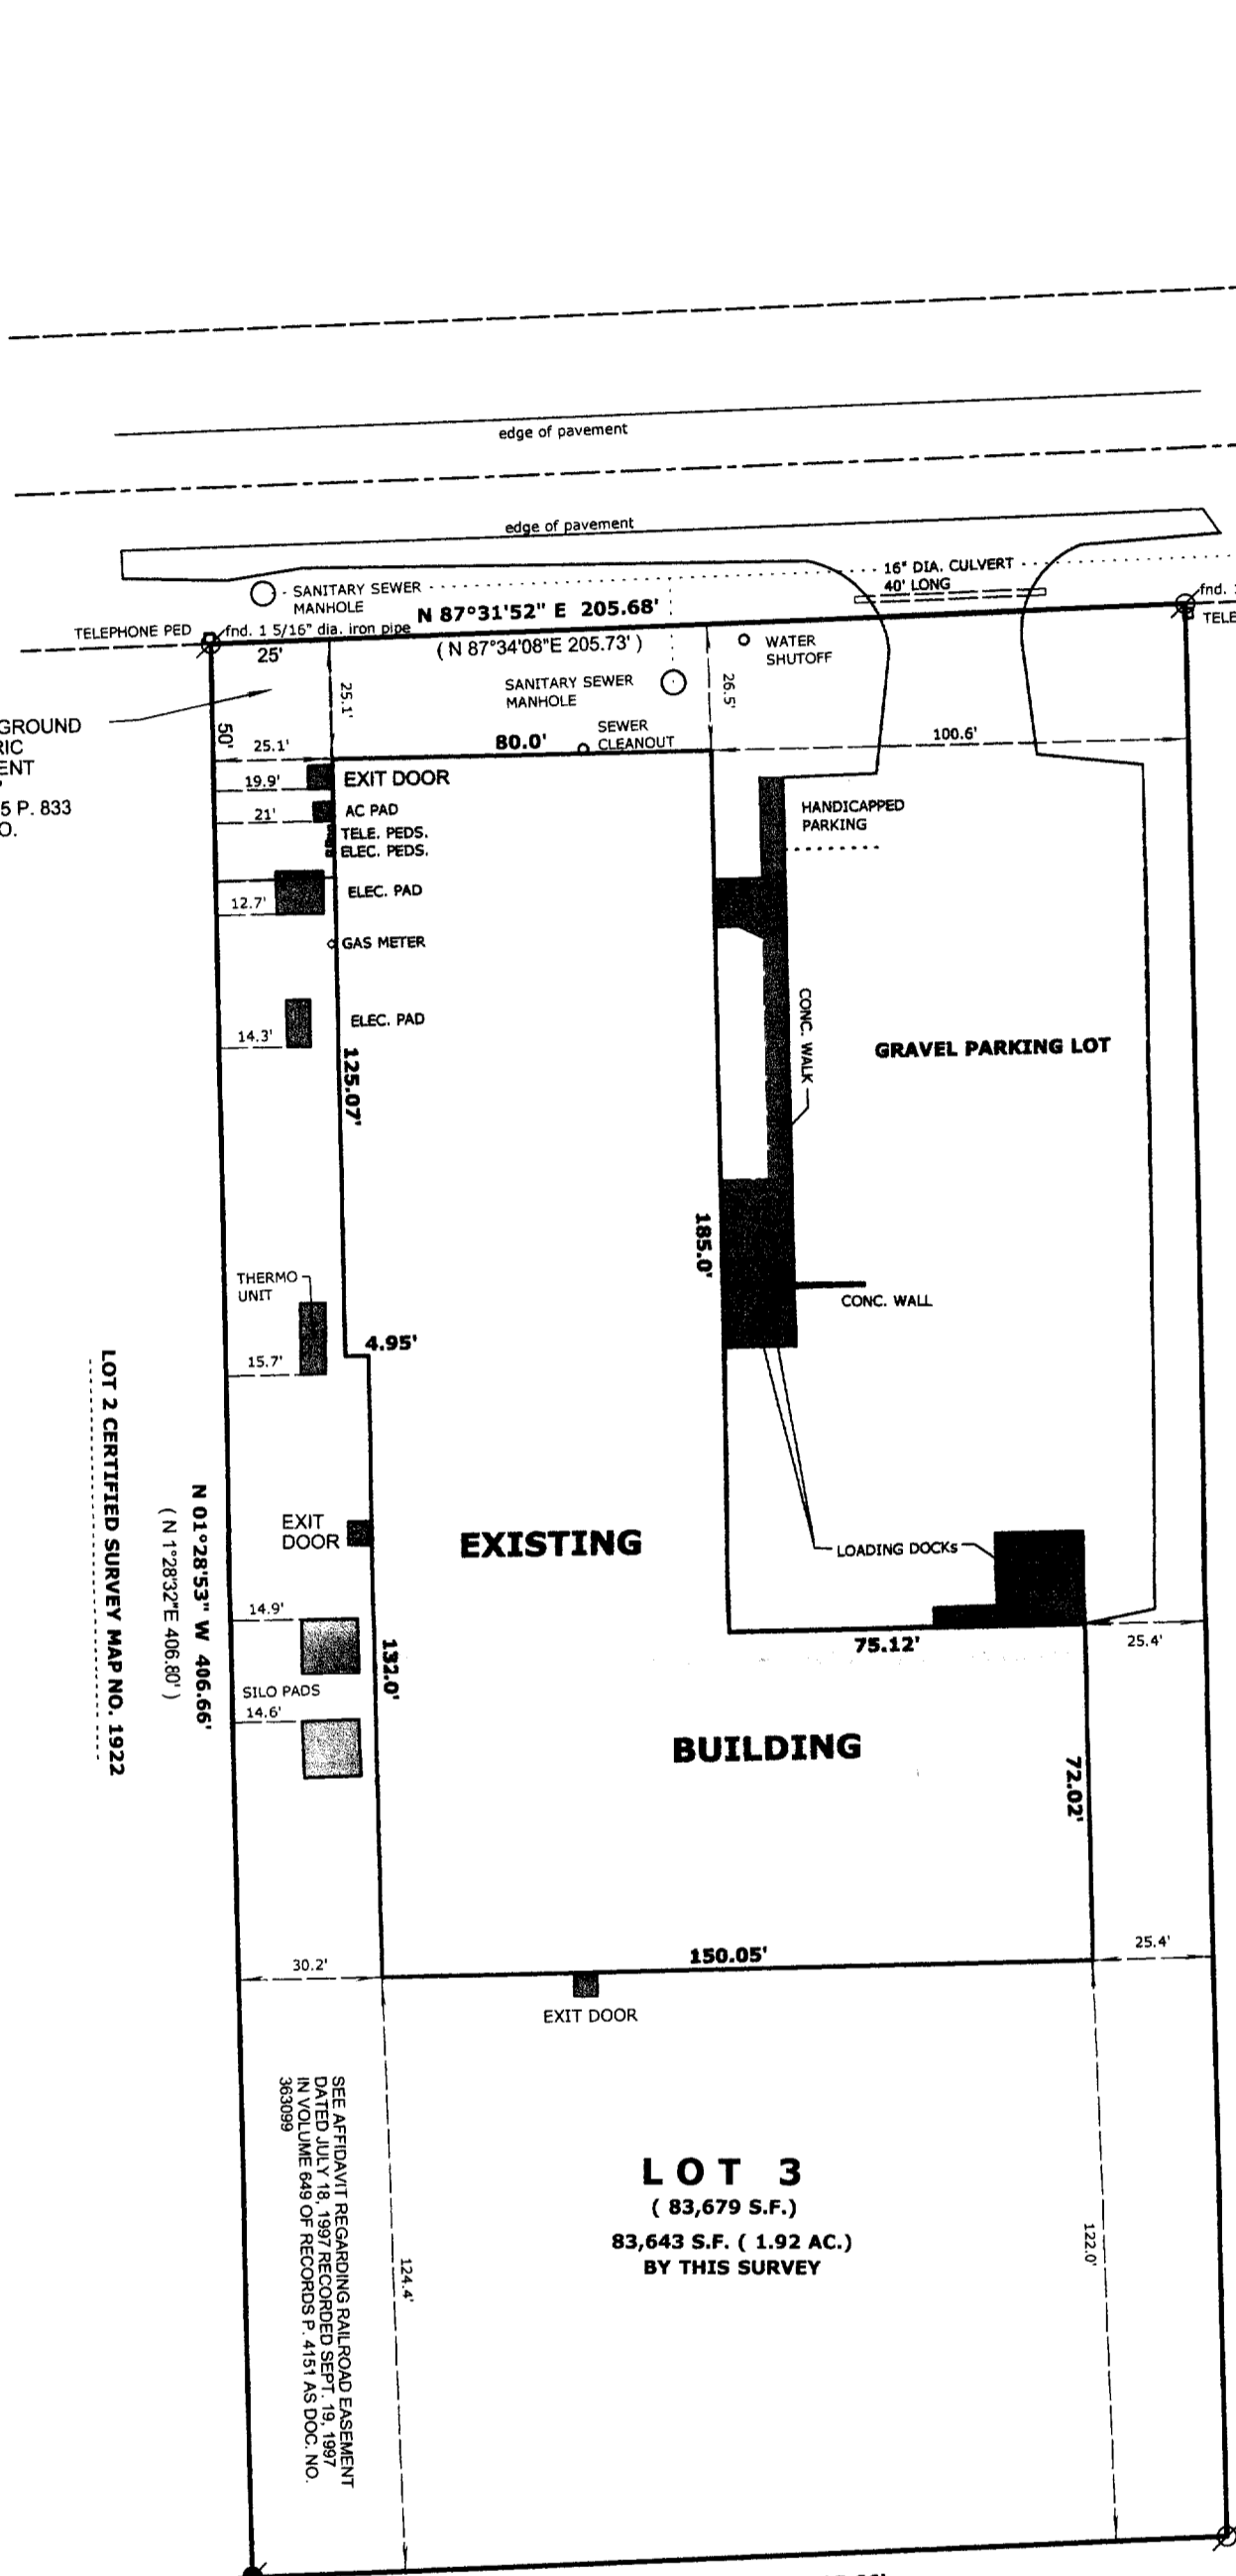 edge of pavement
edge of pavement
16" DIA. CULVERT
40' LONG
SANITARY SEWER
MANHOLE
N 87°31'52" E 205.68'
fnd.
TELEPHONE PED
fnd. 1 5/16" dia. iron pipe
TELE
( N 87°34'08"E 205.73' )
WATER
SHUTOFF
25'
25.1'
SANITARY SEWER
MANHOLE
26.5'
GROUND
RIC
ENT
5 P. 833
O.
50'
25.1'
80.0'
SEWER
CLEANOUT
100.6'
19.9'
EXIT DOOR
21'
AC PAD
TELE. PEDS.
ELEC. PEDS.
HANDICAPPED
PARKING
12.7'
ELEC. PAD
GAS METER
14.3'
ELEC. PAD
125.07'
CONC. WALK
GRAVEL PARKING LOT
185.0'
THERMO
UNIT
CONC. WALL
4.95'
15.7'
LOT 2 CERTIFIED SURVEY MAP NO. 1922
N 01°28'53" W 406.66'
( N 1°28'32"E 406.80' )
EXIT
DOOR
EXISTING
LOADING DOCKs
14.9'
132.0'
75.12'
25.4'
SILO PADS
14.6'
BUILDING
72.02'
30.2'
150.05'
25.4'
EXIT DOOR
SEE AFFIDAVIT REGARDING RAILROAD EASEMENT
DATED JULY 18, 1997 RECORDED SEPT. 19, 1997
IN VOLUME 649 OF RECORDS P. 4151 AS DOC. NO.
363099
LOT 3
( 83,679 S.F.)
83,643 S.F. ( 1.92 AC.)
BY THIS SURVEY
124.4'
122.0'